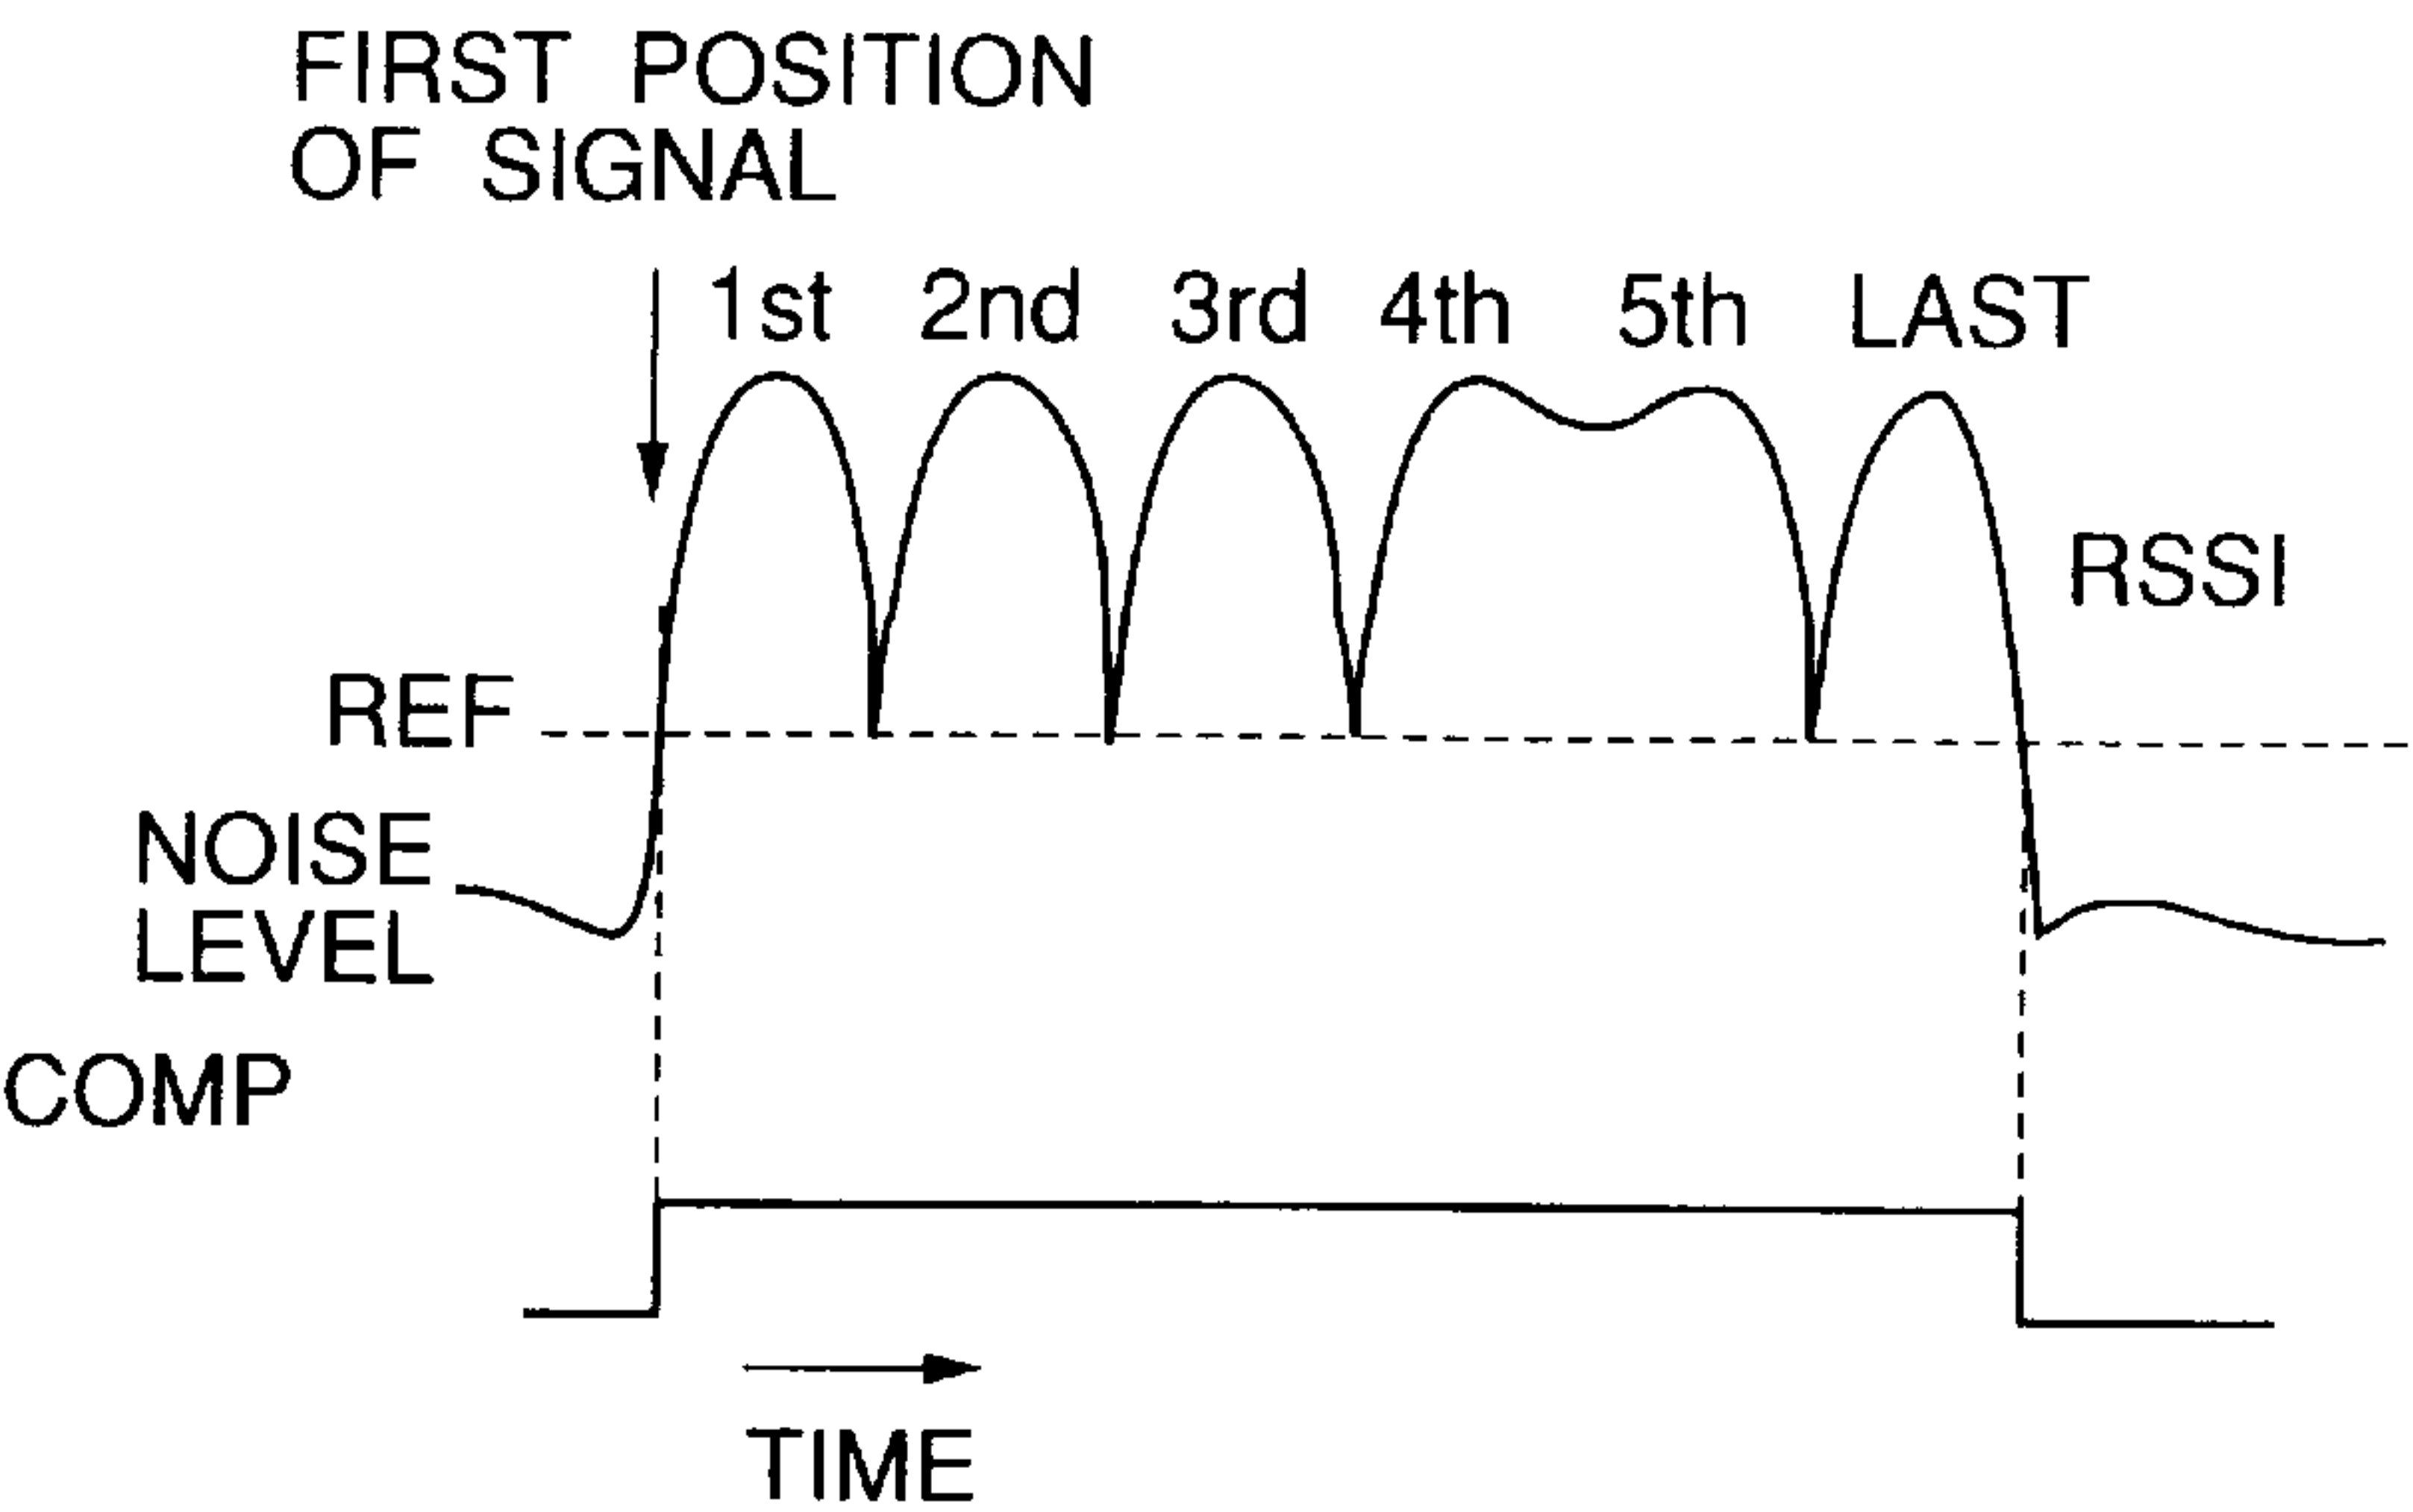 FIRST POSITION
OF SIGNAL
1st 2nd 3rd 4th 5th LAST
RSSI
REF
NOISE
LEVEL
COMP
TIME